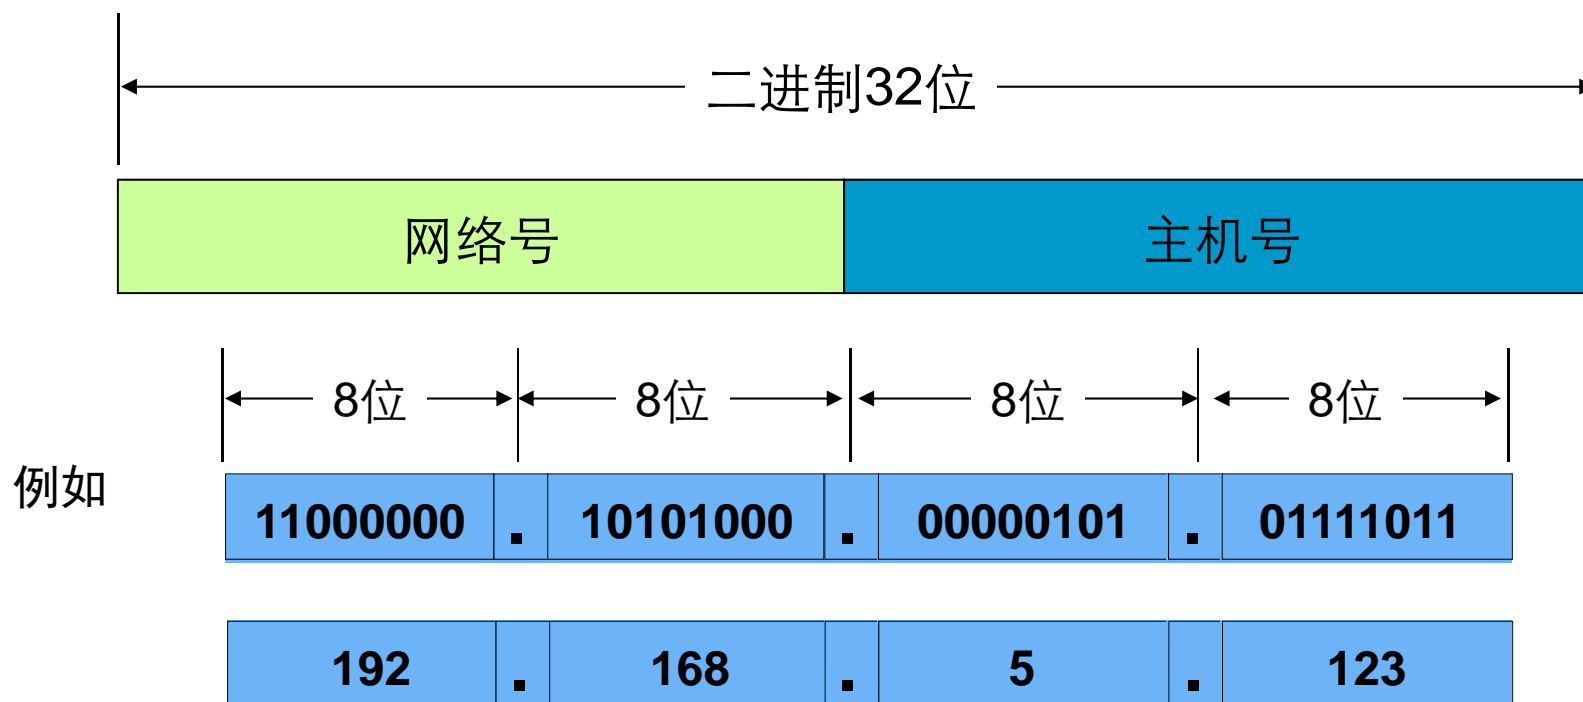 二进制32位
网络号 主机号
8位 8位 8位 8位
例如
11000000 . 10101000 . 00000101 . 01111011
192 . 168 . 5 . 123